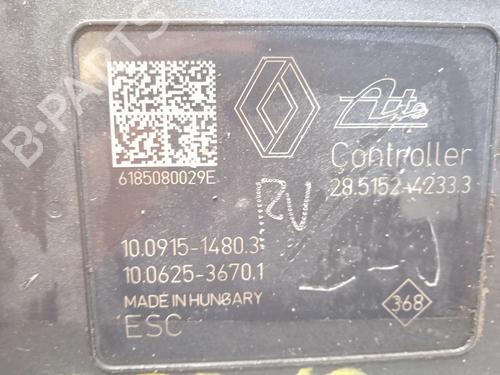 B-PARTS
Ate
6185080029E
Controller
28.5152-4233.3
10.0915-1480.3
10.0625-3670.1
MADE IN HUNGARY
368
ESC